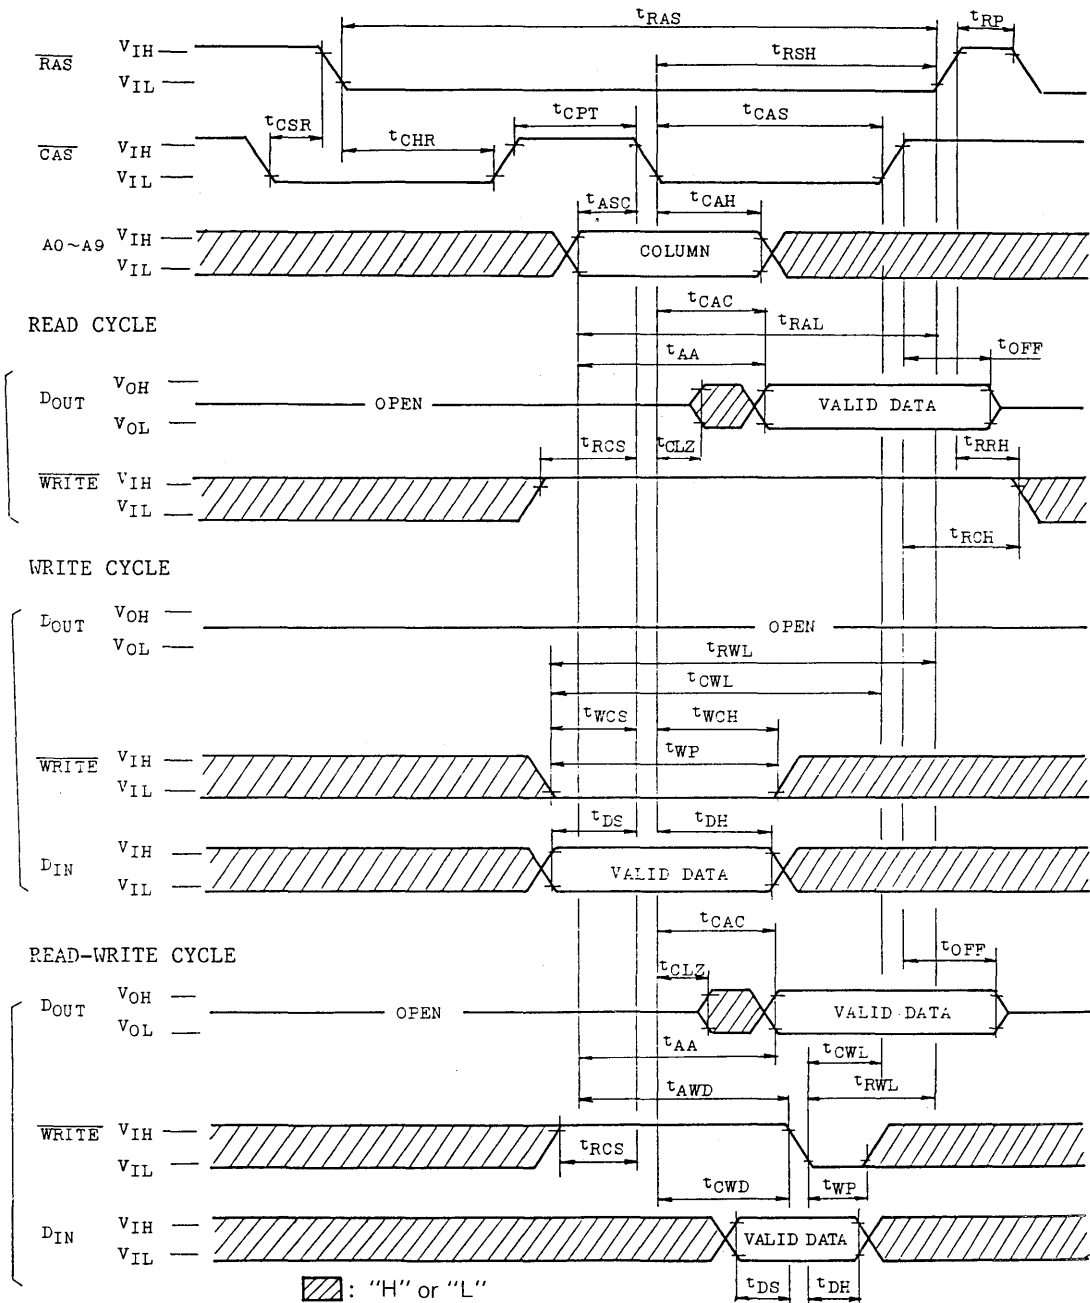 tRAS tRP
RAS VIH
VIL
tRSH
tCSR tCPT tCAS
CAS VIH
VIL
tCHR
tASC tCAH
A0~A9 VIH
VIL
COLUMN
tCAC
READ CYCLE
tRAL
tAA tOFF
DOUT VOH
VOL
OPEN VALID DATA
tRCS tCLZ tRRH
WRITE VIH
VIL
tRCH
WRITE CYCLE
DOUT VOH
VOL
OPEN
tRWL
tCWL
tWCS tWCH
tWP
WRITE VIH
VIL
tDS tDH
DIN VIH
VIL
VALID DATA
tCAC
READ-WRITE CYCLE
tOFF
tCLZ
DOUT VOH
VOL
OPEN VALID DATA
tAA tCWL
tAWD tRWL
WRITE VIH
VIL
tRCS
tCWD tWP
DIN VIH
VIL
VALID DATA
tDS tDH
: "H" or "L"